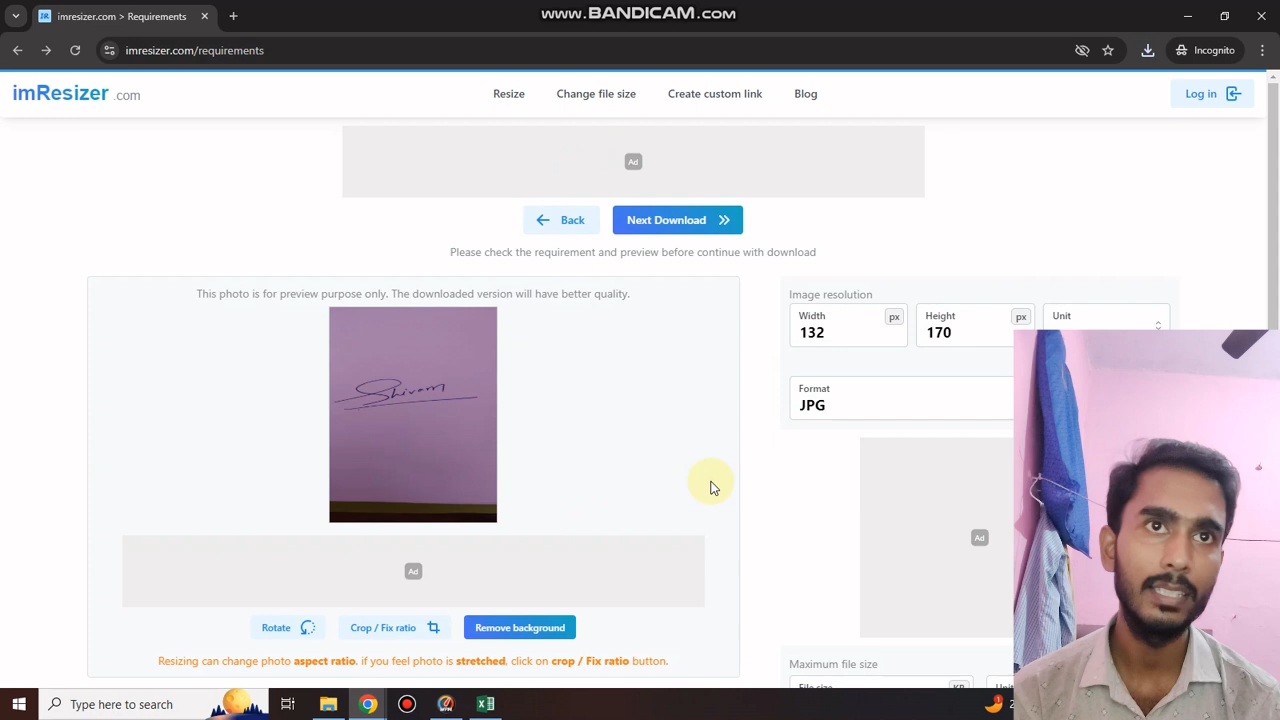 www.BANDICAM.com
imresizer.com > Requirements
imresizer.com/requirements
Incognito
imResizer .com
Resize
Change file size
Create custom link
Blog
Log in
Ad
Back
Next Download
Please check the requirement and preview before continue with download
This photo is for preview purpose only. The downloaded version will have better quality.
Shivam
Ad
Rotate
Crop / Fix ratio
Remove background
Resizing can change photo aspect ratio. if you feel photo is stretched, click on crop / Fix ratio button.
Image resolution
Width
px
132
Height
px
170
Unit
Format
JPG
Ad
Maximum file size
File size
KB
Type here to search